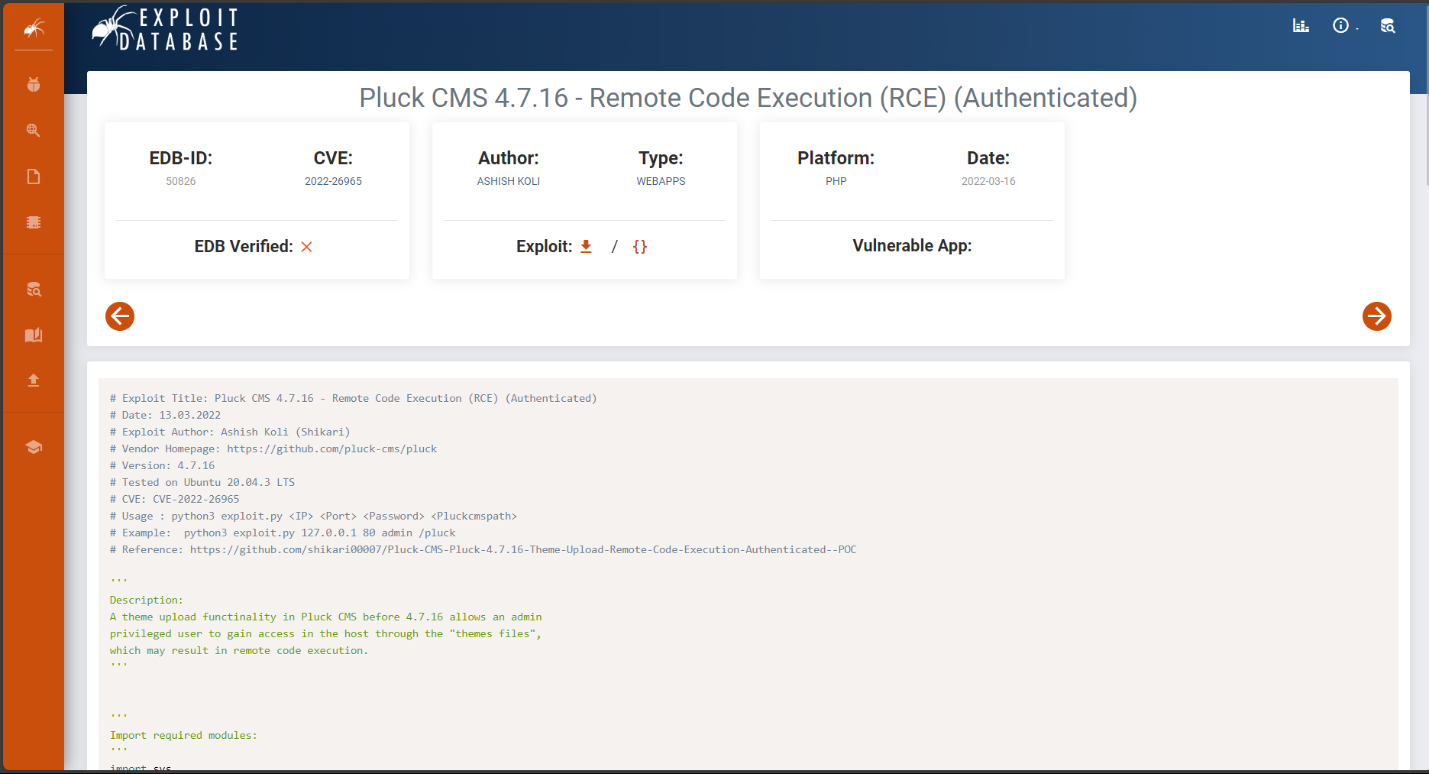 EXPLOIT
DATABASE
Pluck CMS 4.7.16 - Remote Code Execution (RCE) (Authenticated)
EDB-ID:
50826
CVE:
2022-26965
EDB Verified:
Author:
ASHISH KOLI
Type:
WEBAPPS
Exploit: / {}
Platform:
PHP
Date:
2022-03-16
Vulnerable App:
# Exploit Title: Pluck CMS 4.7.16 - Remote Code Execution (RCE) (Authenticated)
# Date: 13.03.2022
# Exploit Author: Ashish Koli (Shikari)
# Vendor Homepage: https://github.com/pluck-cms/pluck
# Version: 4.7.16
# Tested on Ubuntu 20.04.3 LTS
# CVE: CVE-2022-26965
# Usage : python3 exploit.py <IP> <Port> <Password> <Pluckcmspath>
# Example:  python3 exploit.py 127.0.0.1 80 admin /pluck
# Reference: https://github.com/shikari00007/Pluck-CMS-Pluck-4.7.16-Theme-Upload-Remote-Code-Execution-Authenticated--POC
'''
Description:
A theme upload functinality in Pluck CMS before 4.7.16 allows an admin
privileged user to gain access in the host through the "themes files",
which may result in remote code execution.
'''
'''
Import required modules:
'''
import sys